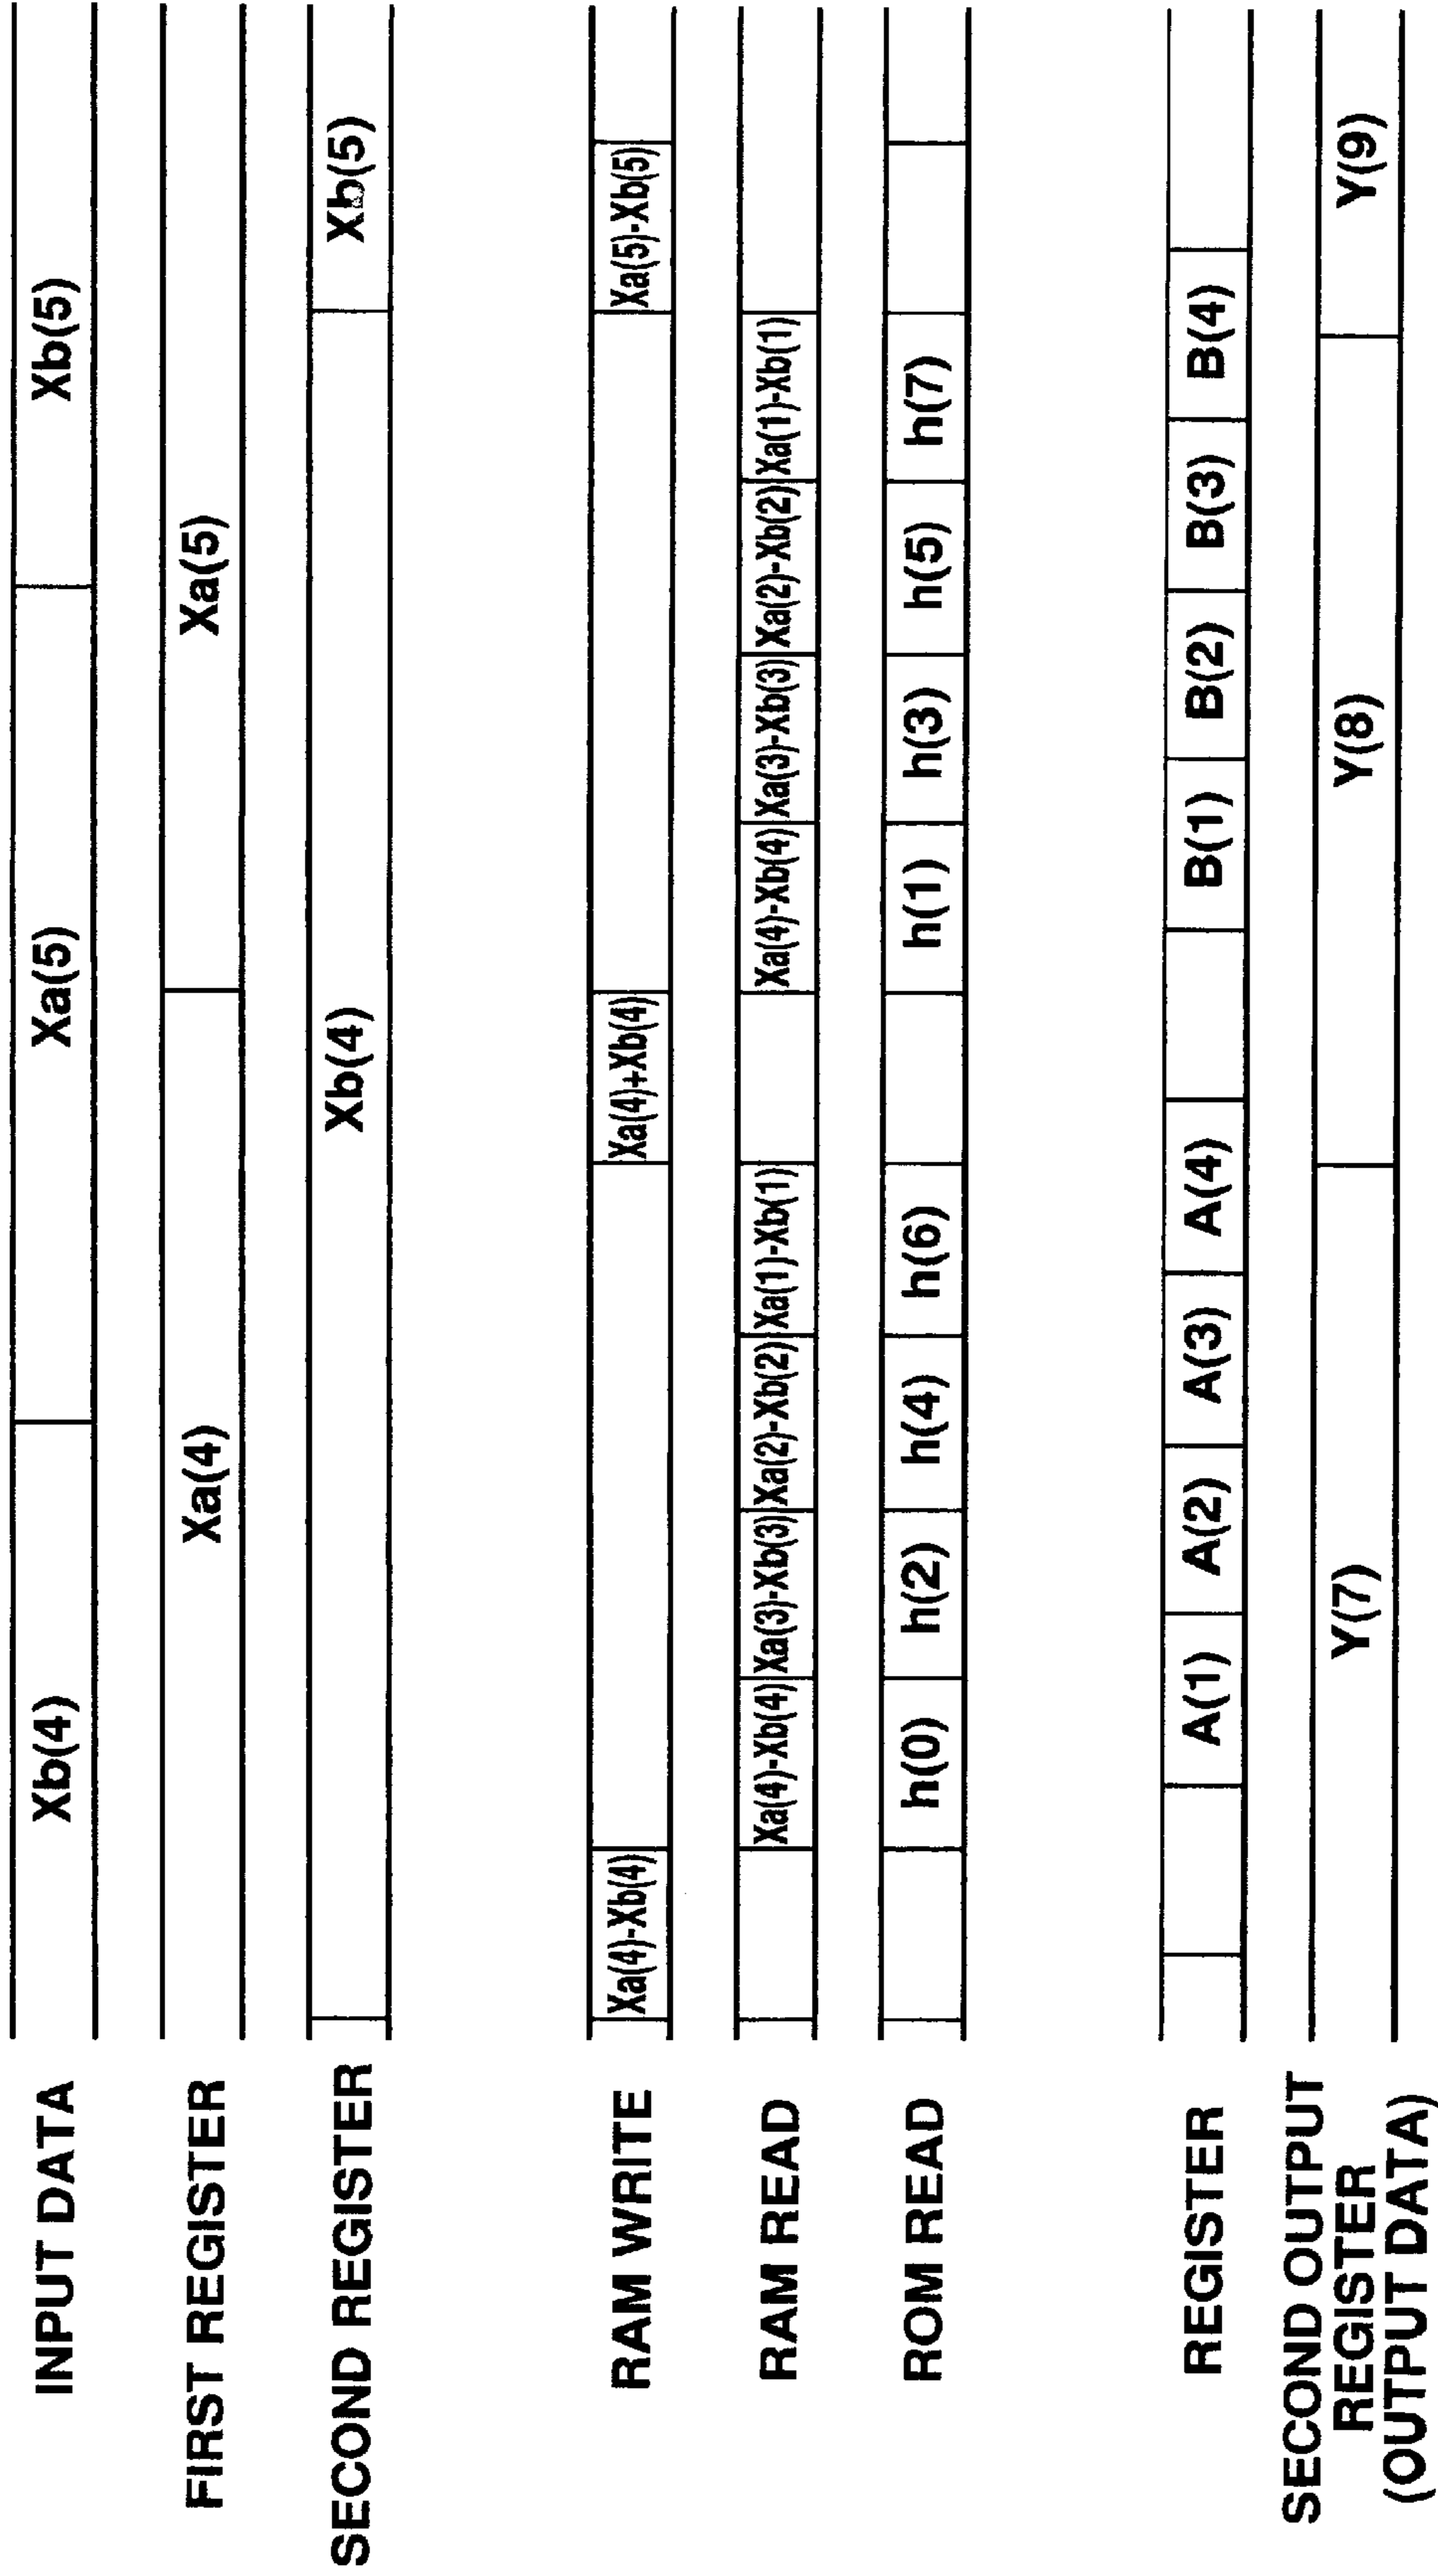 INPUT DATA Xb(4) Xa(5) Xb(5)
FIRST REGISTER Xa(4) Xa(5)
SECOND REGISTER Xb(4) Xb(5)
RAM WRITE Xa(4)-Xb(4) Xa(4)+Xb(4) Xa(5)-Xb(5)
RAM READ Xa(4)-Xb(4) Xa(3)-Xb(3) Xa(2)-Xb(2) Xa(1)-Xb(1) Xa(4)-Xb(4) Xa(3)-Xb(3) Xa(2)-Xb(2) Xa(1)-Xb(1)
ROM READ h(0) h(2) h(4) h(6) h(1) h(3) h(5) h(7)
REGISTER A(1) A(2) A(3) A(4) B(1) B(2) B(3) B(4)
SECOND OUTPUT
REGISTER Y(7) Y(8) Y(9)
(OUTPUT DATA)